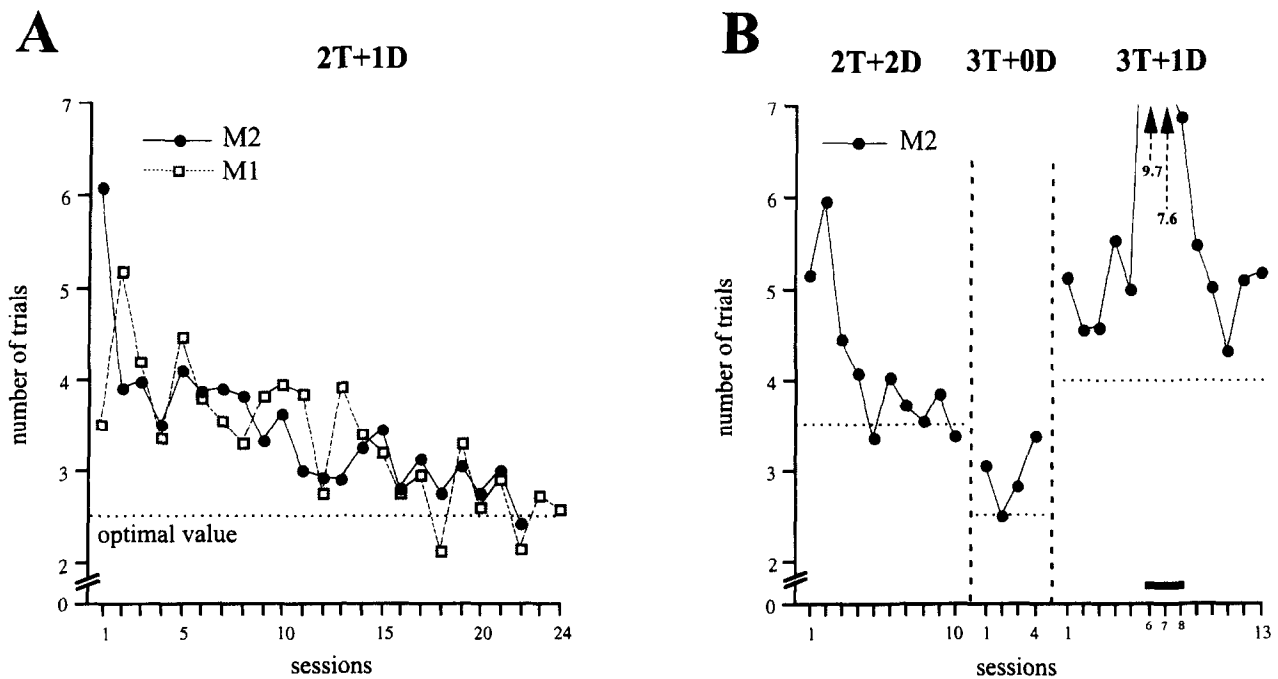 A
2T+1D
7
6
5
4
3
2
0
number of trials
M2
M1
optimal value
1 5 10 15 20 24
sessions
B
2T+2D 3T+0D 3T+1D
7
6
5
4
3
2
0
number of trials
M2
9.7
7.6
1 10 1 4 1 6 7 8 13
sessions